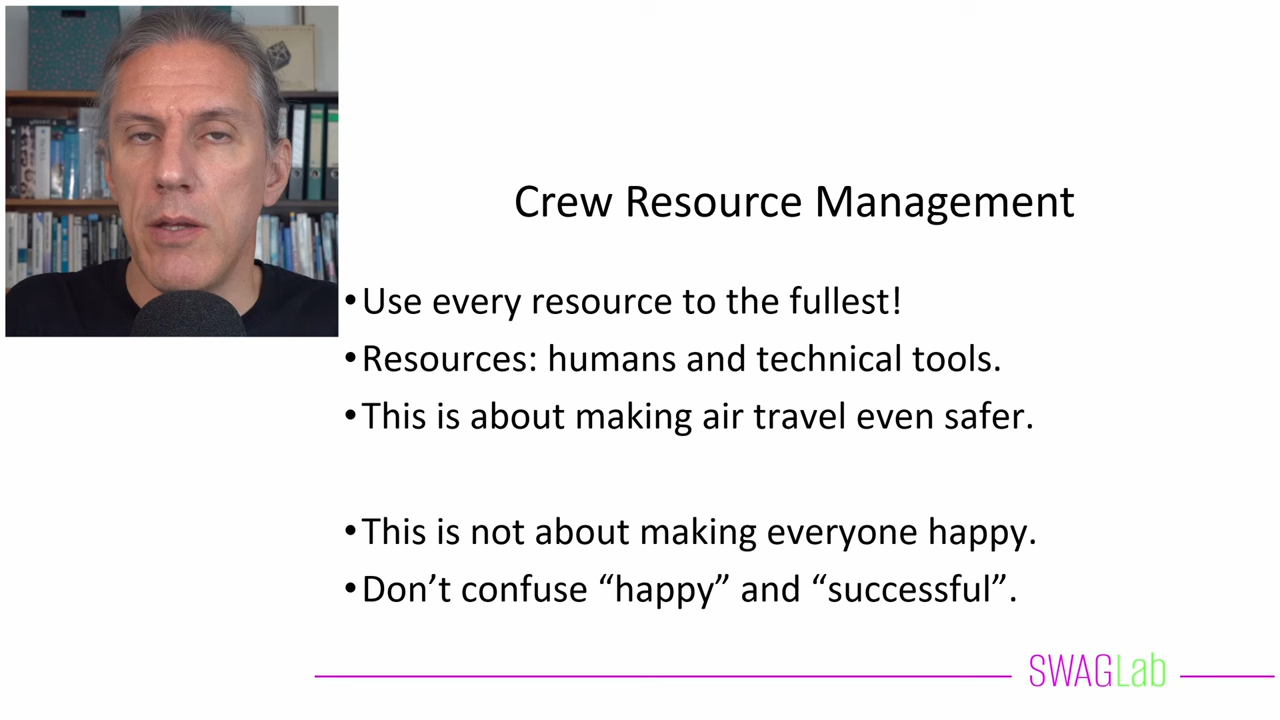 Crew Resource Management
•Use every resource to the fullest!
•Resources: humans and technical tools.
•This is about making air travel even safer.
•This is not about making everyone happy.
•Don’t confuse “happy” and “successful”.
SWAGLab